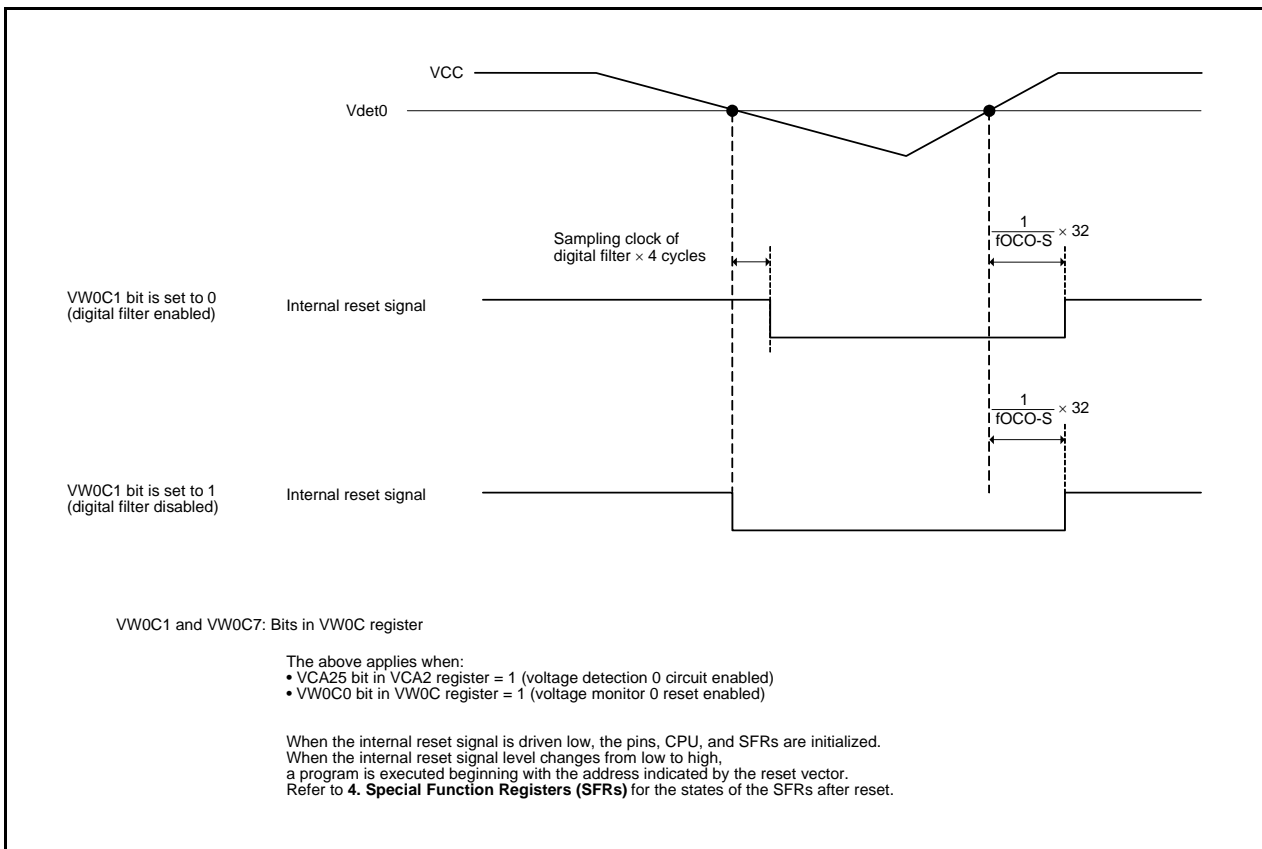 VCC
Vdet0
Sampling clock of
digital filter × 4 cycles
1
fOCO-S × 32
VW0C1 bit is set to 0
(digital filter enabled)
Internal reset signal
1
fOCO-S × 32
VW0C1 bit is set to 1
(digital filter disabled)
Internal reset signal
VW0C1 and VW0C7: Bits in VW0C register
The above applies when:
• VCA25 bit in VCA2 register = 1 (voltage detection 0 circuit enabled)
• VW0C0 bit in VW0C register = 1 (voltage monitor 0 reset enabled)
When the internal reset signal is driven low, the pins, CPU, and SFRs are initialized.
When the internal reset signal level changes from low to high,
a program is executed beginning with the address indicated by the reset vector.
Refer to 4. Special Function Registers (SFRs) for the states of the SFRs after reset.